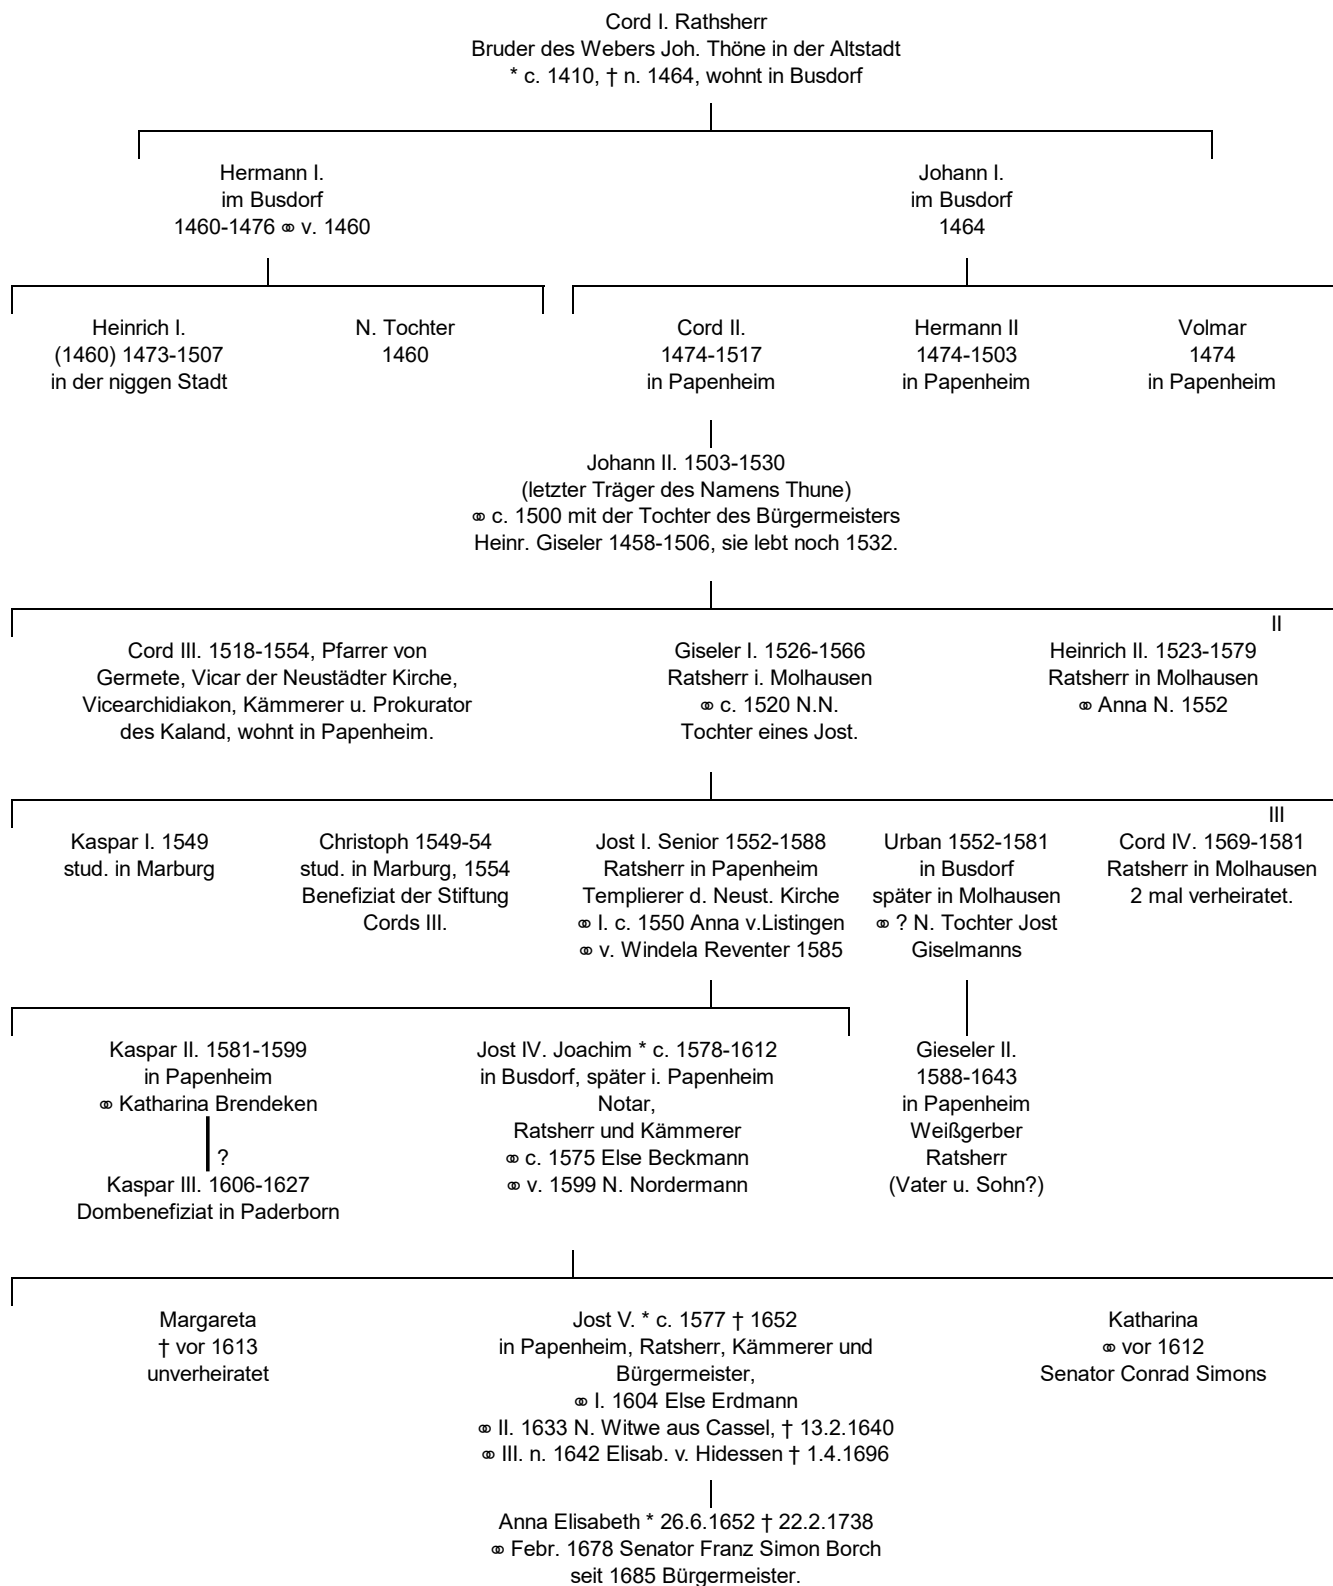 Cord I. Rathsherr
Bruder des Webers Joh. Thöne in der Altstadt
* c. 1410, † n. 1464, wohnt in Busdorf
Hermann I.
im Busdorf
1460-1476 ⚭ v. 1460
Johann I.
im Busdorf
1464
Heinrich I.
(1460) 1473-1507
in der niggen Stadt
N. Tochter
1460
Cord II.
1474-1517
in Papenheim
Hermann II
1474-1503
in Papenheim
Volmar
1474
in Papenheim
Johann II. 1503-1530
(letzter Träger des Namens Thune)
⚭ c. 1500 mit der Tochter des Bürgermeisters
Heinr. Giseler 1458-1506, sie lebt noch 1532.
Cord III. 1518-1554, Pfarrer von
Germete, Vicar der Neustädter Kirche,
Vicearchidiakon, Kämmerer u. Prokurator
des Kaland, wohnt in Papenheim.
Giseler I. 1526-1566
Ratsherr i. Molhausen
⚭ c. 1520 N.N.
Tochter eines Jost.
II
Heinrich II. 1523-1579
Ratsherr in Molhausen
⚭ Anna N. 1552
Kaspar I. 1549
stud. in Marburg
Christoph 1549-54
stud. in Marburg, 1554
Benefiziat der Stiftung
Cords III.
Jost I. Senior 1552-1588
Ratsherr in Papenheim
Templierer d. Neust. Kirche
⚭ I. c. 1550 Anna v.Listingen
⚭ v. Windela Reventer 1585
Urban 1552-1581
in Busdorf
später in Molhausen
⚭ ? N. Tochter Jost
Giselmanns
III
Cord IV. 1569-1581
Ratsherr in Molhausen
2 mal verheiratet.
Kaspar II. 1581-1599
in Papenheim
⚭ Katharina Brendeken
?
Kaspar III. 1606-1627
Dombenefiziat in Paderborn
Jost IV. Joachim * c. 1578-1612
in Busdorf, später i. Papenheim
Notar,
Ratsherr und Kämmerer
⚭ c. 1575 Else Beckmann
⚭ v. 1599 N. Nordermann
Gieseler II.
1588-1643
in Papenheim
Weißgerber
Ratsherr
(Vater u. Sohn?)
Margareta
† vor 1613
unverheiratet
Jost V. * c. 1577 † 1652
in Papenheim, Ratsherr, Kämmerer und
Bürgermeister,
⚭ I. 1604 Else Erdmann
⚭ II. 1633 N. Witwe aus Cassel, † 13.2.1640
⚭ III. n. 1642 Elisab. v. Hidessen † 1.4.1696
Katharina
⚭ vor 1612
Senator Conrad Simons
Anna Elisabeth * 26.6.1652 † 22.2.1738
⚭ Febr. 1678 Senator Franz Simon Borch
seit 1685 Bürgermeister.